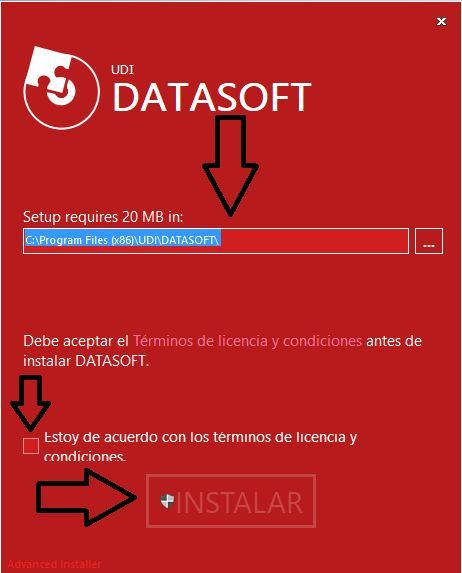 UDI
DATASOFT
Setup requires 20 MB in:
C:\Program Files (x86)\UDI\DATASOFT\
...
Debe aceptar el Términos de licencia y condiciones antes de
instalar DATASOFT.
Estoy de acuerdo con los términos de licencia y
condiciones.
INSTALAR
Advanced Installer